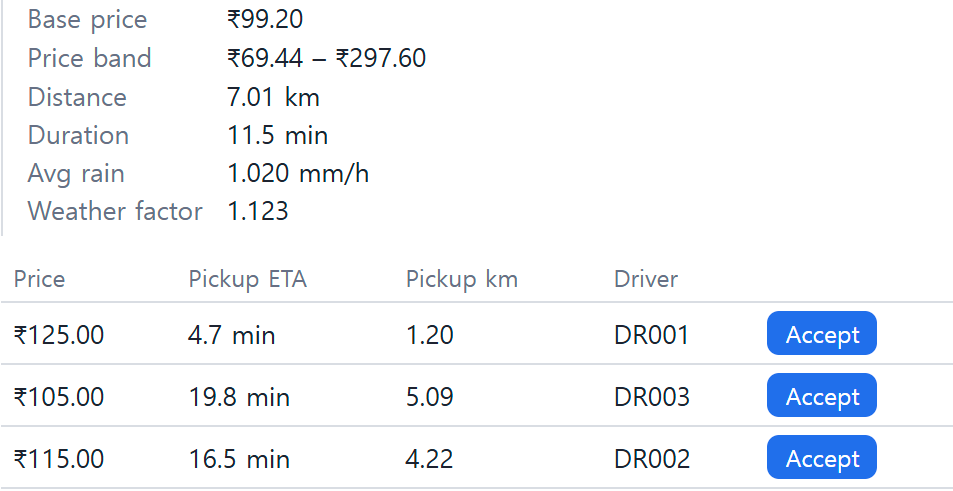 Base price ₹99.20
Price band ₹69.44 – ₹297.60
Distance 7.01 km
Duration 11.5 min
Avg rain 1.020 mm/h
Weather factor 1.123
Price Pickup ETA Pickup km Driver
₹125.00 4.7 min 1.20 DR001 Accept
₹105.00 19.8 min 5.09 DR003 Accept
₹115.00 16.5 min 4.22 DR002 Accept